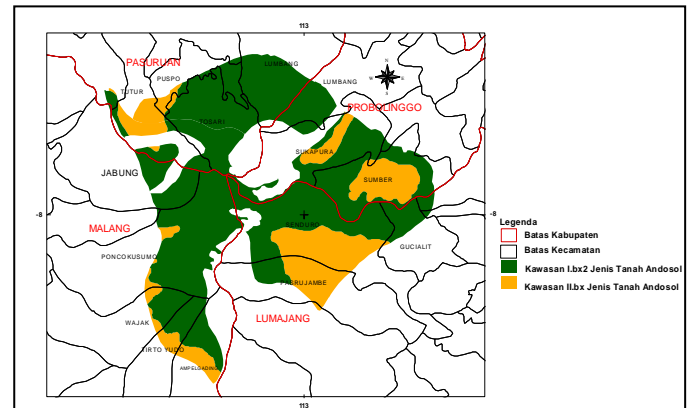 113
PASURUAN
LUMBANG
PUSPO
N
W E
S
LUMBANG
TUTUR
PROBOLINGGO
TOSARI
SUKAPURA
JABUNG
SUMBER
-8
-8
SENDURO
Legenda
MALANG
Batas Kabupaten
GUCIALIT
Batas Kecamatan
PONCOKUSUMO
Kawasan I.bx2 Jenis Tanah Andosol
PASRUJAMBE
Kawasan II.bx Jenis Tanah Andosol
LUMAJANG
WAJAK
TIRTO YUDO
AMPELGADING
113